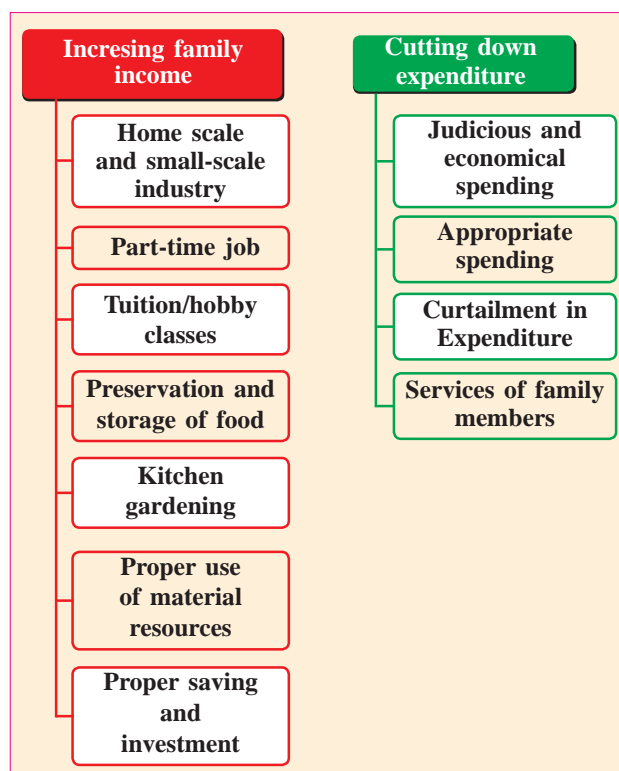 Incresing family
income
Home scale
and small-scale
industry
Part-time job
Tuition/hobby
classes
Preservation and
storage of food
Kitchen
gardening
Proper use
of material
resources
Proper saving
and
investment
Cutting down
expenditure
Judicious and
economical
spending
Appropriate
spending
Curtailment in
Expenditure
Services of family
members